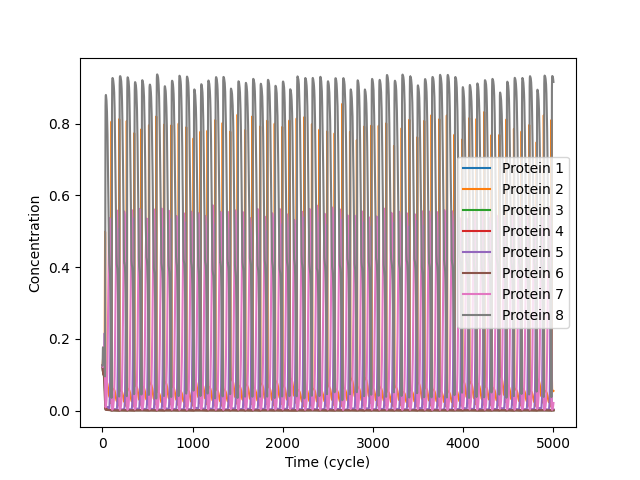 0.8
0.6
0.4
0.2
0.0
Concentration
0
1000
2000
3000
4000
5000
Time (cycle)
Protein 1
Protein 2
Protein 3
Protein 4
Protein 5
Protein 6
Protein 7
Protein 8